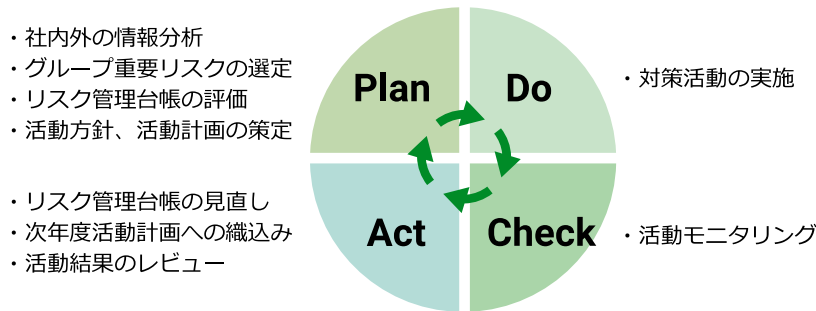 ・社内外の情報分析
・グループ重要リスクの選定
・リスク管理台帳の評価
・活動方針、活動計画の策定
Plan
Do
・対策活動の実施
・リスク管理台帳の見直し
・次年度活動計画への織込み
・活動結果のレビュー
Act
Check
・活動モニタリング